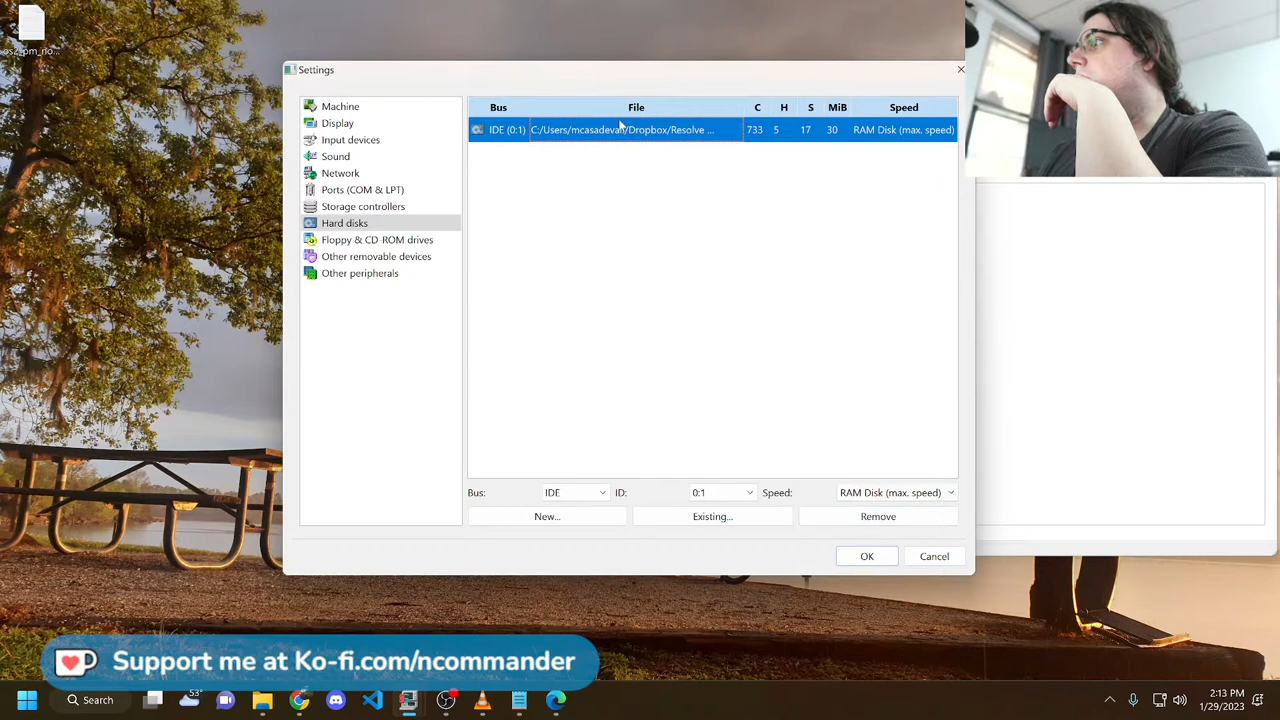 os2_pm_no...
Settings
Machine
Display
Input devices
Sound
Network
Ports (COM & LPT)
Storage controllers
Hard disks
Floppy & CD-ROM drives
Other removable devices
Other peripherals
Bus File C H S MiB Speed
IDE (0:1) C:/Users/mcasadevall/Dropbox/Resolve ... 733 5 17 30 RAM Disk (max. speed)
Bus: IDE ID: 0:1 Speed: RAM Disk (max. speed)
New... Existing... Remove
OK Cancel
Support me at Ko-fi.com/ncommander
Search
53°
2:13 PM
1/29/2023